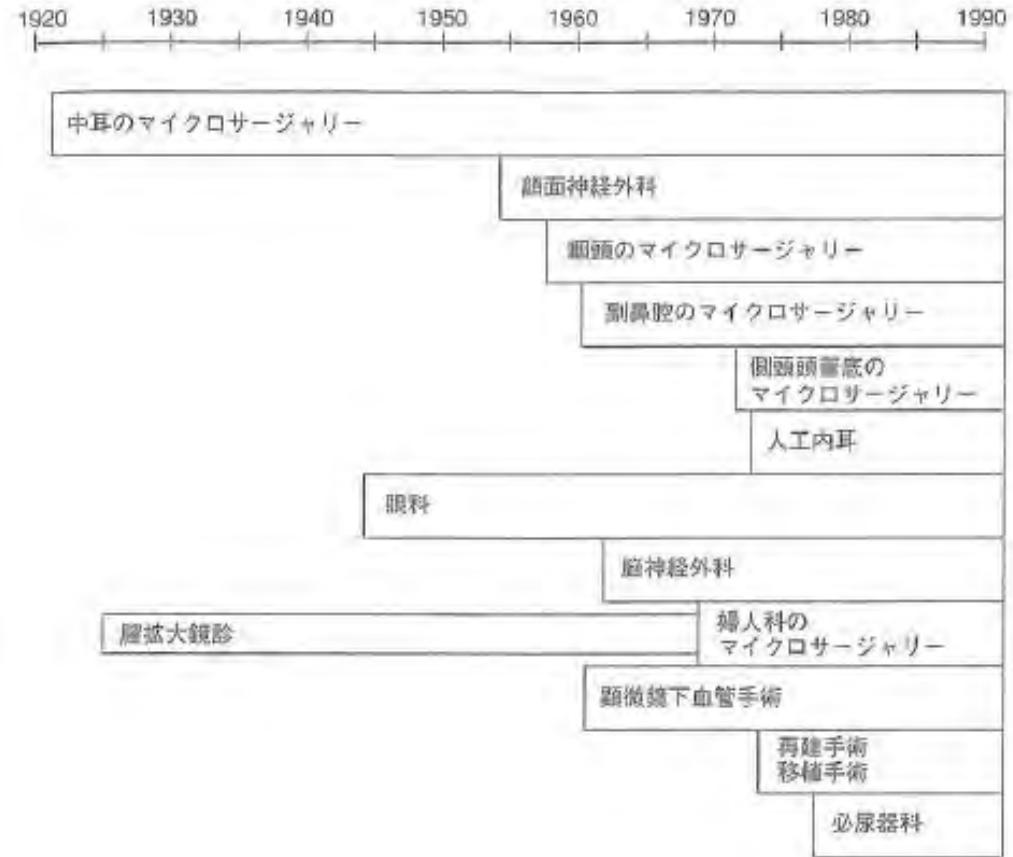 1920 1930 1940 1950 1960 1970 1980 1990
中耳のマイクロサージャリー
顔面神経外科
咽頭のマイクロサージャリー
副鼻腔のマイクロサージャリー
側頭頭蓋底の
マイクロサージャリー
人工内耳
眼科
脳神経外科
腟拡大鏡診
婦人科の
マイクロサージャリー
顕微鏡下血管手術
再建手術
移植手術
泌尿器科